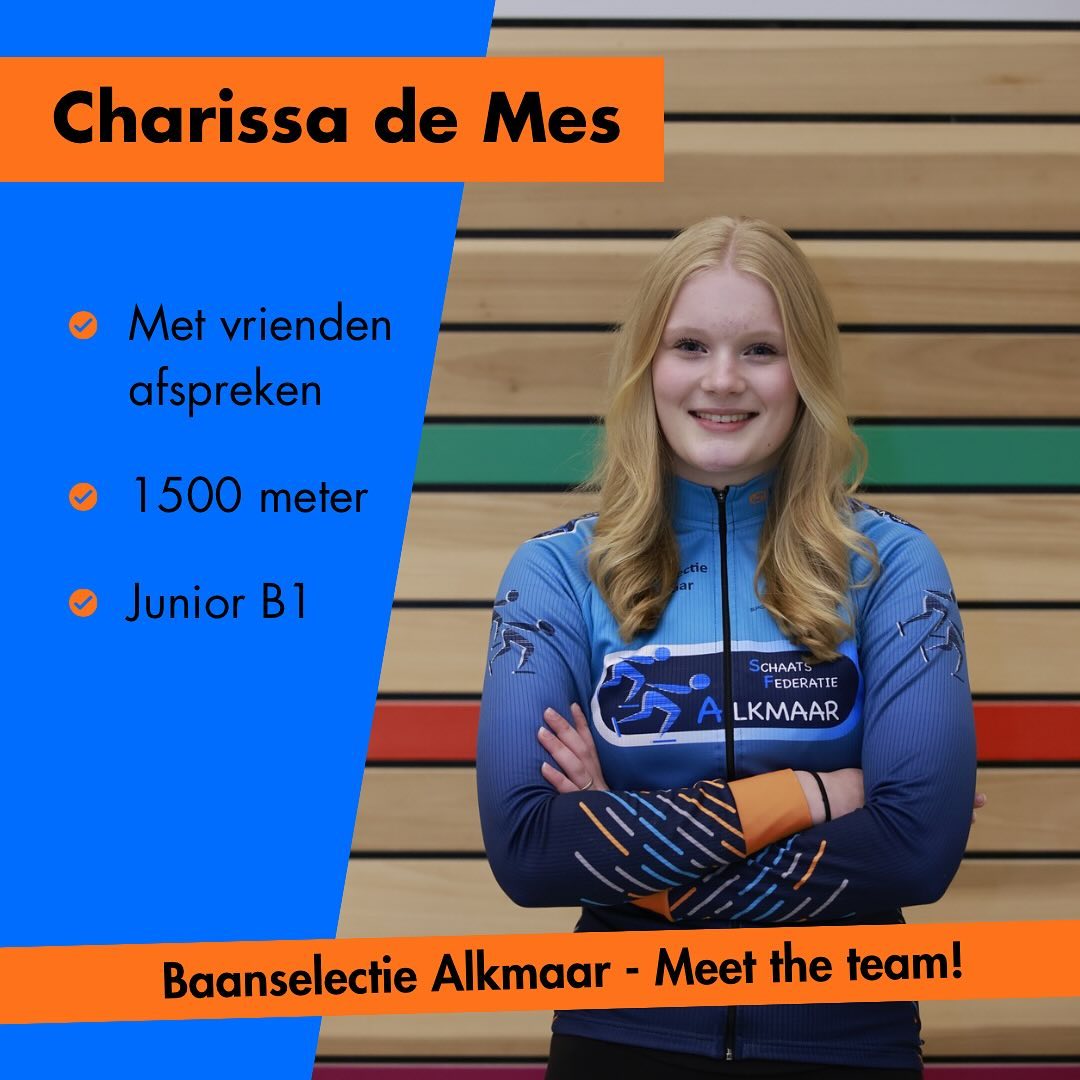 Charissa de Mes
Met vrienden
afspreken
1500 meter
Junior B1
SCHAATS
FEDERATIE
ALKMAAR
Baanselectie Alkmaar - Meet the team!